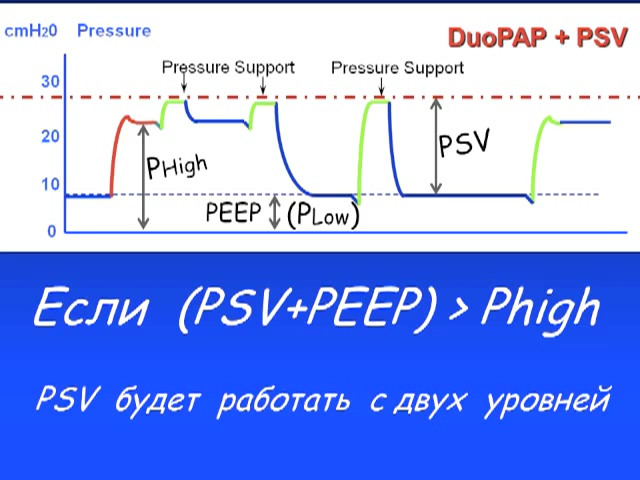 cmH20 Pressure
DuoPAP + PSV
Pressure Support Pressure Support
30
20
10
0
PHigh
PSV
PEEP (PLow)
Если (PSV+PEEP) > Phigh
PSV будет работать с двух уровней